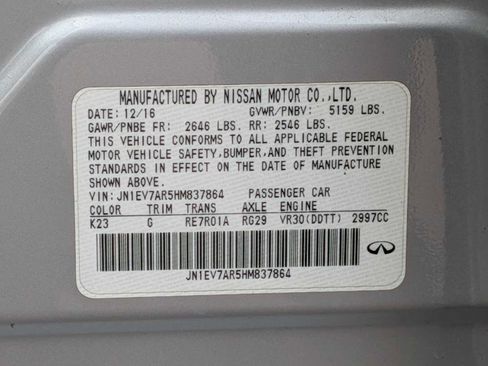 MANUFACTURED BY NISSAN MOTOR CO.,LTD.
DATE: 12/16 GVWR/PNBV: 5159 LBS.
GAWR/PNBE FR: 2646 LBS. RR: 2546 LBS.
THIS VEHICLE CONFORMS TO ALL APPLICABLE FEDERAL
MOTOR VEHICLE SAFETY, BUMPER, AND THEFT PREVENTION
STANDARDS IN EFFECT ON THE DATE OF MANUFACTURE
SHOWN ABOVE.
VIN: JN1EV7AR5HM837864 PASSENGER CAR
COLOR TRIM TRANS AXLE ENGINE
K23 G RE7R01A RG29 VR30(DDTT) 2997CC
JN1EV7AR5HM837864